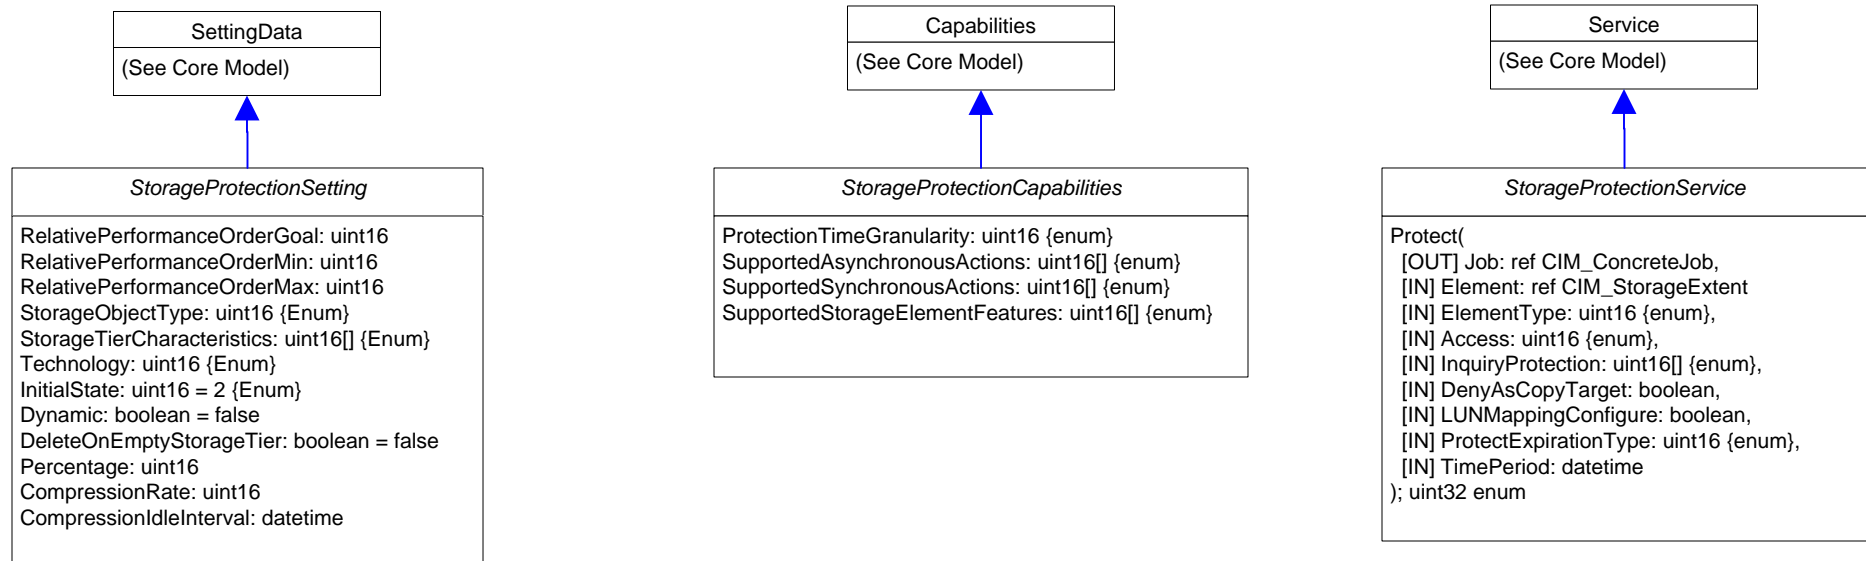 SettingData
(See Core Model)
StorageProtectionSetting
RelativePerformanceOrderGoal: uint16
RelativePerformanceOrderMin: uint16
RelativePerformanceOrderMax: uint16
StorageObjectType: uint16 {Enum}
StorageTierCharacteristics: uint16[] {Enum}
Technology: uint16 {Enum}
InitialState: uint16 = 2 {Enum}
Dynamic: boolean = false
DeleteOnEmptyStorageTier: boolean = false
Percentage: uint16
CompressionRate: uint16
CompressionIdleInterval: datetime
Capabilities
(See Core Model)
StorageProtectionCapabilities
ProtectionTimeGranularity: uint16 {enum}
SupportedAsynchronousActions: uint16[] {enum}
SupportedSynchronousActions: uint16[] {enum}
SupportedStorageElementFeatures: uint16[] {enum}
Service
(See Core Model)
StorageProtectionService
Protect(
[OUT] Job: ref CIM_ConcreteJob,
[IN] Element: ref CIM_StorageExtent
[IN] ElementType: uint16 {enum},
[IN] Access: uint16 {enum},
[IN] InquiryProtection: uint16[] {enum},
[IN] DenyAsCopyTarget: boolean,
[IN] LUNMappingConfigure: boolean,
[IN] ProtectExpirationType: uint16 {enum},
[IN] TimePeriod: datetime
); uint32 enum